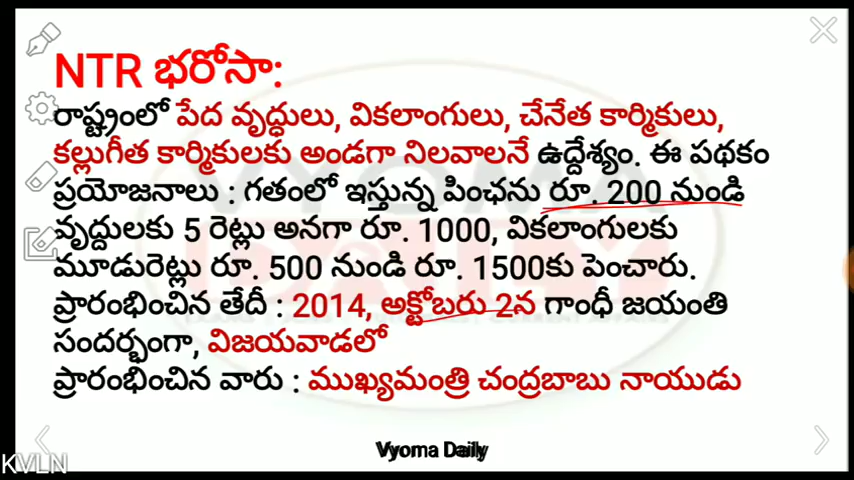 NTR భరోసా:
రాష్ట్రంలో పేద వృద్ధులు, వికలాంగులు, చేనేత కార్మికులు,
కల్లుగీత కార్మికులకు అండగా నిలవాలనే ఉద్దేశ్యం. ఈ పథకం
ప్రయోజనాలు : గతంలో ఇస్తున్న పింఛను రూ. 200 నుండి
వృద్దులకు 5 రెట్లు అనగా రూ. 1000, వికలాంగులకు
మూడురెట్లు రూ. 500 నుండి రూ. 1500కు పెంచారు.
ప్రారంభించిన తేదీ : 2014, అక్టోబరు 2న గాంధీ జయంతి
సందర్భంగా, విజయవాడలో
ప్రారంభించిన వారు : ముఖ్యమంత్రి చంద్రబాబు నాయుడు
Vyoma Daily
KVLN